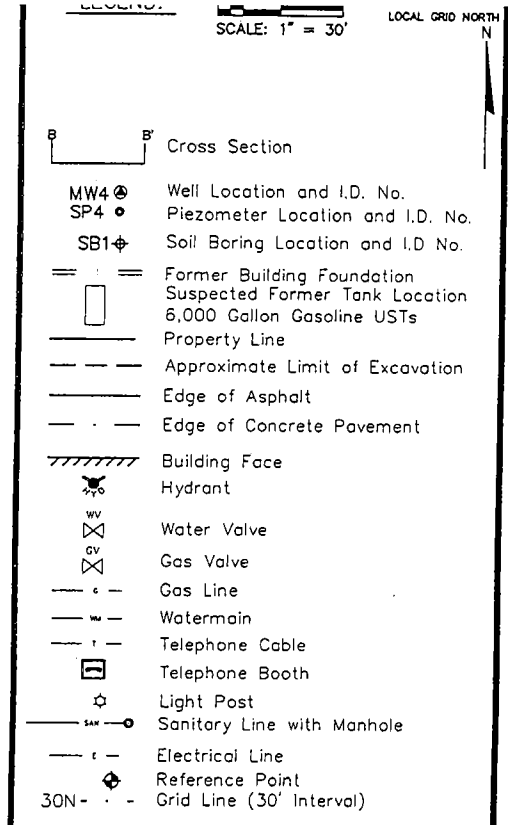 LEGEND:
SCALE: 1" = 30'
LOCAL GRID NORTH
N
B B' Cross Section
MW4 Well Location and I.D. No.
SP4 Piezometer Location and I.D. No.
SB1 Soil Boring Location and I.D No.
Former Building Foundation
Suspected Former Tank Location
6,000 Gallon Gasoline USTs
Property Line
Approximate Limit of Excavation
Edge of Asphalt
Edge of Concrete Pavement
Building Face
HYD Hydrant
WV Water Valve
GV Gas Valve
G Gas Line
WM Watermain
T Telephone Cable
Telephone Booth
Light Post
SAN Sanitary Line with Manhole
E Electrical Line
Reference Point
30N Grid Line (30' Interval)